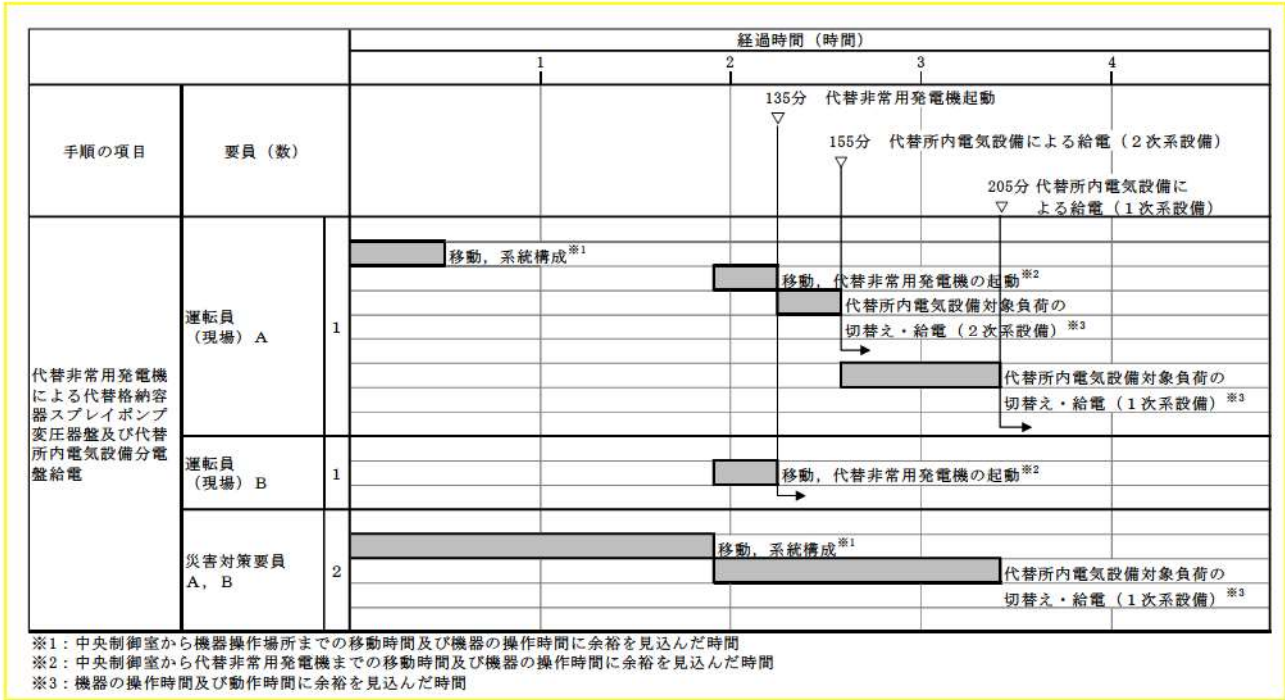 経過時間（時間）
1 2 3 4
手順の項目 要員（数）
135分 代替非常用発電機起動
▽
155分 代替所内電気設備による給電（2次系設備）
▽
205分 代替所内電気設備に
▽ よる給電（1次系設備）
代替非常用発電機
による代替格納容
器スプレイポンプ
変圧器盤及び代替
所内電気設備分電
盤給電
運転員
（現場）A
1
移動，系統構成※1
移動，代替非常用発電機の起動※2
代替所内電気設備対象負荷の
切替え・給電（2次系設備）※3
代替所内電気設備対象負荷の
切替え・給電（1次系設備）※3
運転員
（現場）B
1
移動，代替非常用発電機の起動※2
災害対策要員
A，B
2
移動，系統構成※1
代替所内電気設備対象負荷の
切替え・給電（1次系設備）※3
※1：中央制御室から機器操作場所までの移動時間及び機器の操作時間に余裕を見込んだ時間
※2：中央制御室から代替非常用発電機までの移動時間及び機器の操作時間に余裕を見込んだ時間
※3：機器の操作時間及び動作時間に余裕を見込んだ時間